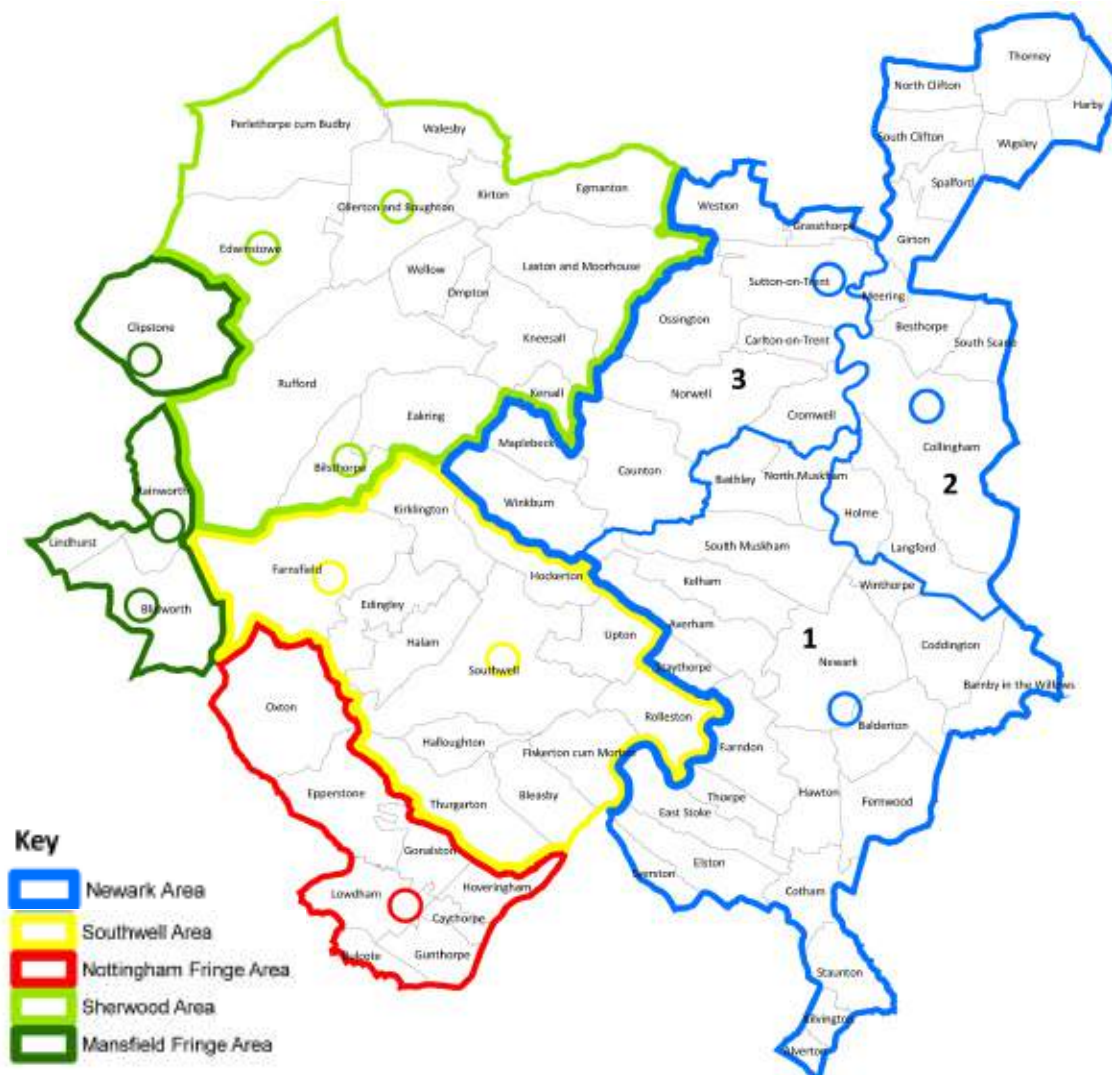 Thorney
North Clifton
Harby
Perlethorpe cum Budby
Walesby
South Clifton
Wigsley
Kirton
Egmanton
Spalford
Weston
Ollerton and Boughton
Grassthorpe
Girton
Edwinstowe
Wellow
Laxton and Moorhouse
Sutton-on-Trent
Ompton
Meering
Clipstone
Ossington
Besthorpe
South Scarle
Kneesall
Carlton-on-Trent
Rufford
3
Kersall
Norwell
Eakring
Cromwell
Maplebeck
Collingham
Bilsthorpe
Caunton
Bathley
North Muskham
2
Rainworth
Winkburn
Kirklington
Holme
Lindhurst
South Muskham
Langford
Farnsfield
Hockerton
Kelham
Winthorpe
Edingley
Blidworth
Averham
Halam
Upton
1
Coddington
Southwell
Staythorpe
Newark
Barnby in the Willows
Oxton
Rolleston
Balderton
Halloughton
Fiskerton cum Morton
Farndon
Epperstone
Thurgarton
Bleasby
Thorpe
Hawton
Fernwood
East Stoke
Key
Gonalston
Elston
Syerston
Newark Area
Lowdham
Hoveringham
Cotham
Caythorpe
Southwell Area
Bulcote
Gunthorpe
Nottingham Fringe Area
Staunton
Sherwood Area
Kilvington
Mansfield Fringe Area
Alverton